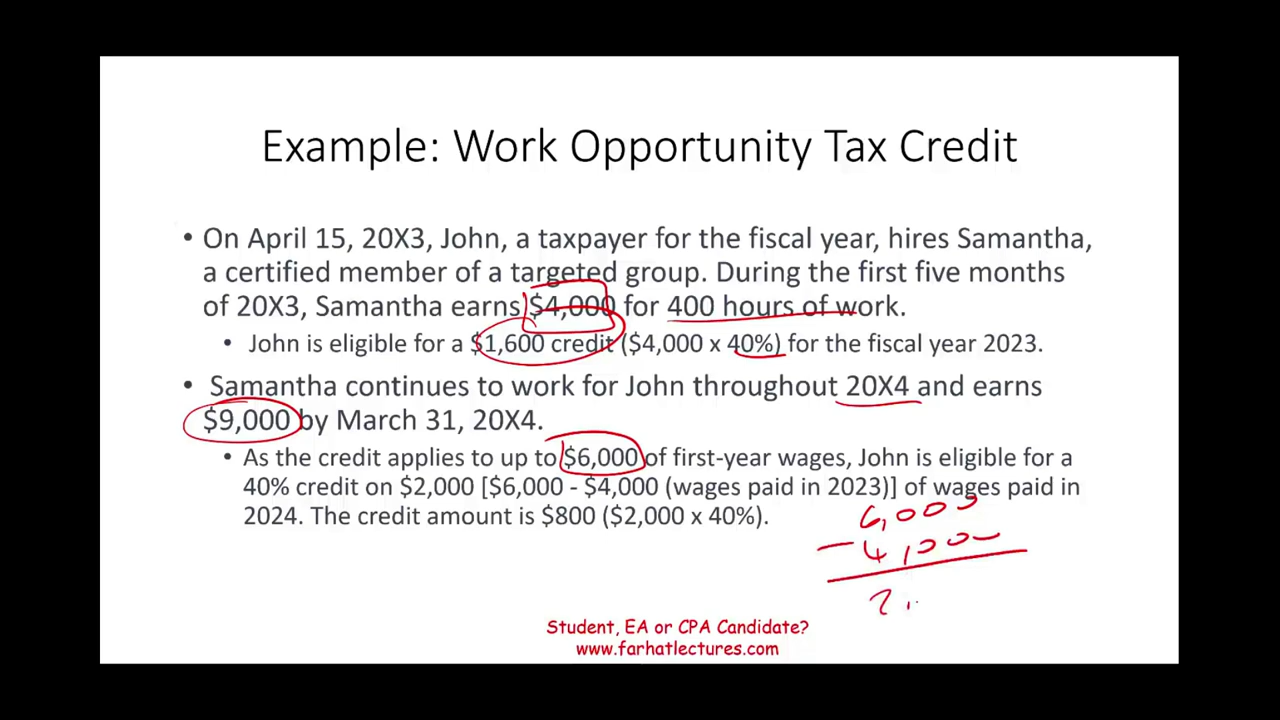 Example: Work Opportunity Tax Credit
• On April 15, 20X3, John, a taxpayer for the fiscal year, hires Samantha,
a certified member of a targeted group. During the first five months
of 20X3, Samantha earns $4,000 for 400 hours of work.
• John is eligible for a $1,600 credit ($4,000 x 40%) for the fiscal year 2023.
• Samantha continues to work for John throughout 20X4 and earns
$9,000 by March 31, 20X4.
• As the credit applies to up to $6,000 of first-year wages, John is eligible for a
40% credit on $2,000 [$6,000 - $4,000 (wages paid in 2023)] of wages paid in
2024. The credit amount is $800 ($2,000 x 40%).
6,000
- 4,000
2,
Student, EA or CPA Candidate?
www.farhatlectures.com